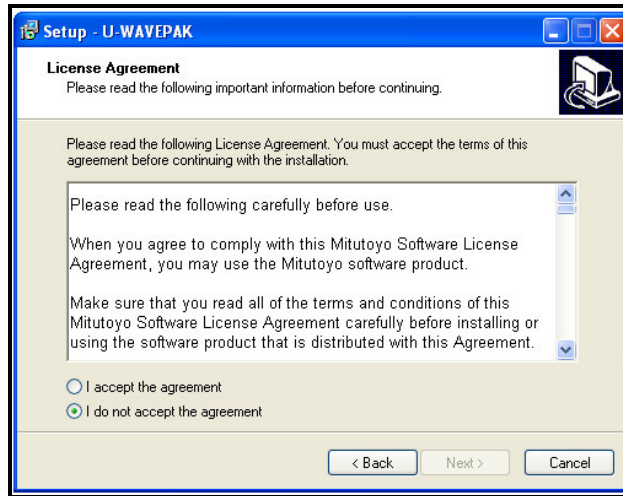 Setup - U-WAVEPAK
License Agreement
Please read the following important information before continuing.
Please read the following License Agreement. You must accept the terms of this
agreement before continuing with the installation.
Please read the following carefully before use.
When you agree to comply with this Mitutoyo Software License
Agreement, you may use the Mitutoyo software product.
Make sure that you read all of the terms and conditions of this
Mitutoyo Software License Agreement carefully before installing or
using the software product that is distributed with this Agreement.
I accept the agreement
I do not accept the agreement
< Back Next > Cancel